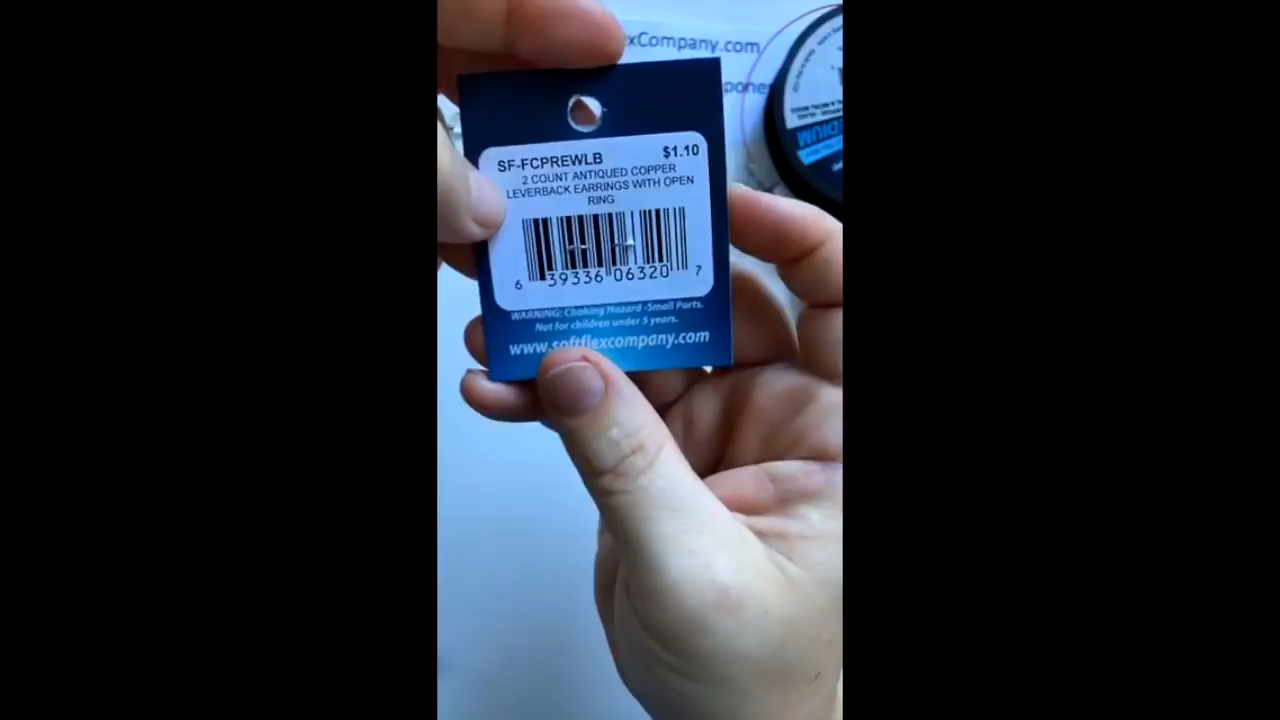 exCompany.com
SF-FCPREWLB $1.10
2 COUNT ANTIQUED COPPER
LEVERBACK EARRINGS WITH OPEN
RING
6 39336 06320 7
WARNING: Choking Hazard -Small Parts.
Not for children under 5 years.
www.softflexcompany.com